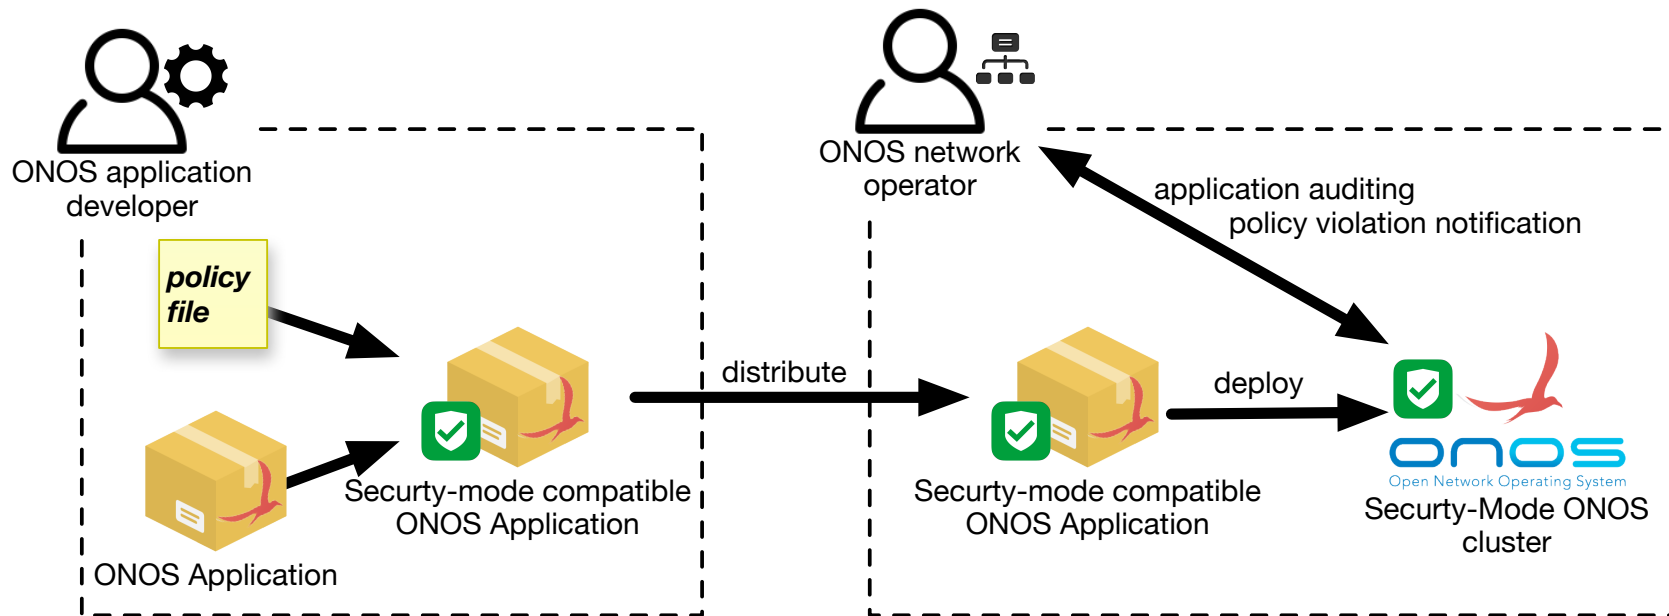 ONOS application
developer
policy
file
ONOS Application
Securty-mode compatible
ONOS Application
distribute
ONOS network
operator
application auditing
policy violation notification
Securty-mode compatible
ONOS Application
deploy
onos
Open Network Operating System
Securty-Mode ONOS
cluster